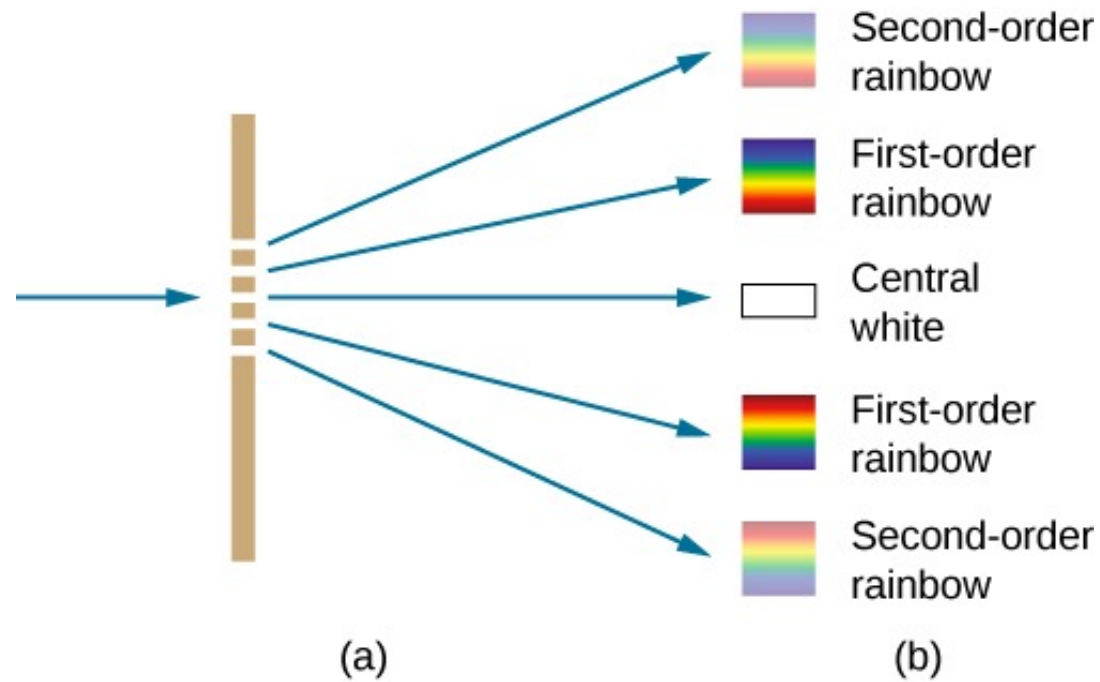 Second-order
rainbow
First-order
rainbow
Central
white
First-order
rainbow
Second-order
rainbow
(a)
(b)